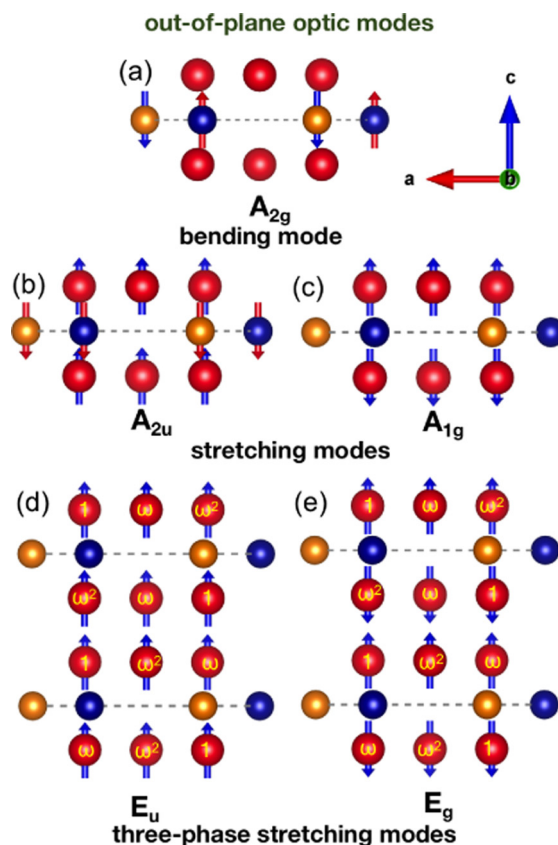 out-of-plane optic modes
(a)
c
a
b
A2g
bending mode
(b)
(c)
A2u
A1g
stretching modes
(d)
(e)
1 ω ω²
1 ω ω²
ω² ω 1
ω² ω 1
1 ω² ω
1 ω² ω
ω ω² 1
ω ω² 1
Eu
Eg
three-phase stretching modes